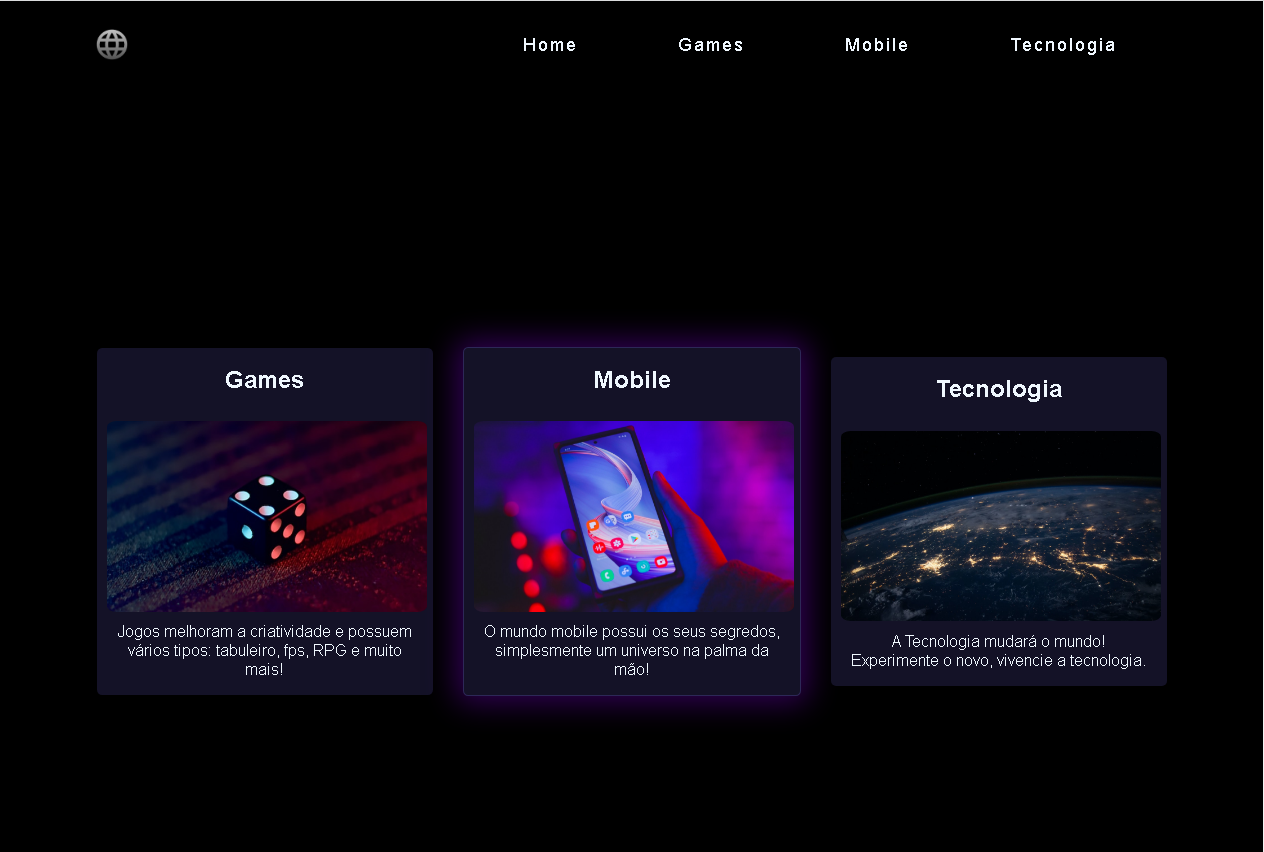 Home
Games
Mobile
Tecnologia
Games
Jogos melhoram a criatividade e possuem
vários tipos: tabuleiro, fps, RPG e muito
mais!
Mobile
O mundo mobile possui os seus segredos,
simplesmente um universo na palma da
mão!
Tecnologia
A Tecnologia mudará o mundo!
Experimente o novo, vivencie a tecnologia.